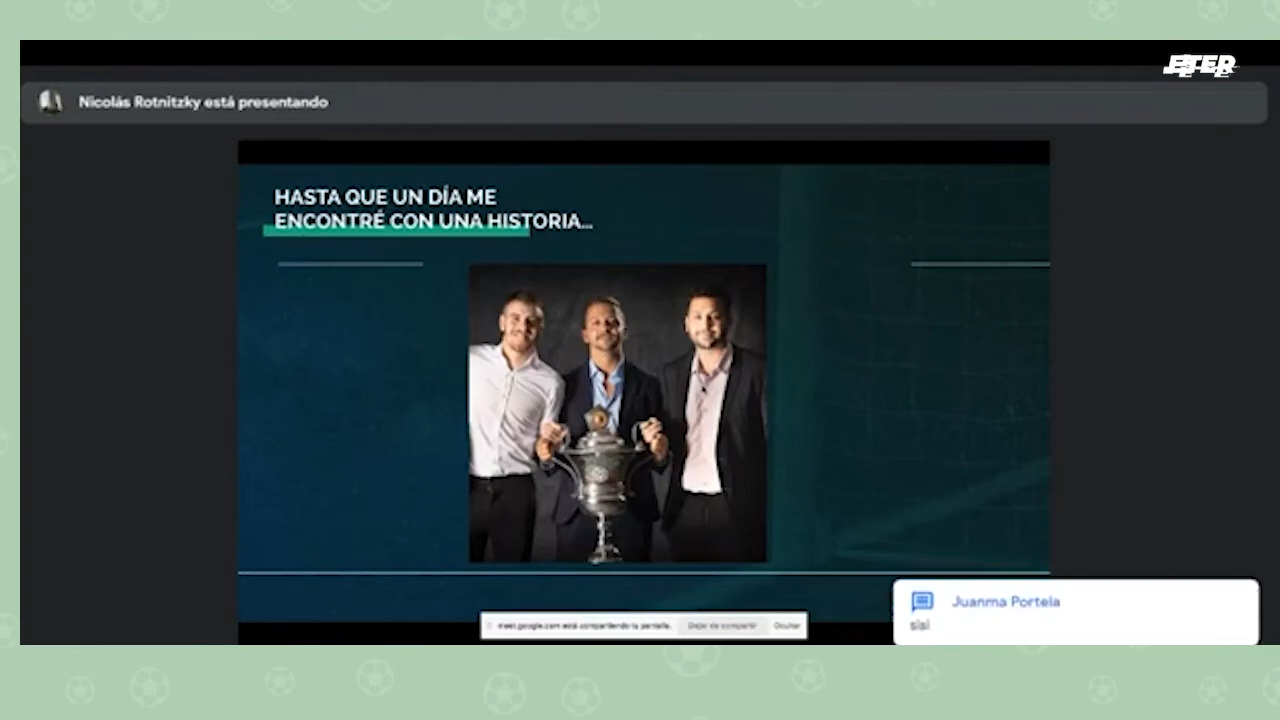 ETER
Nicolás Rotnitzky está presentando
HASTA QUE UN DÍA ME
ENCONTRÉ CON UNA HISTORIA...
meet.google.com está compartiendo tu pantalla.
Dejar de compartir
Ocultar
Juanma Portela
sisi